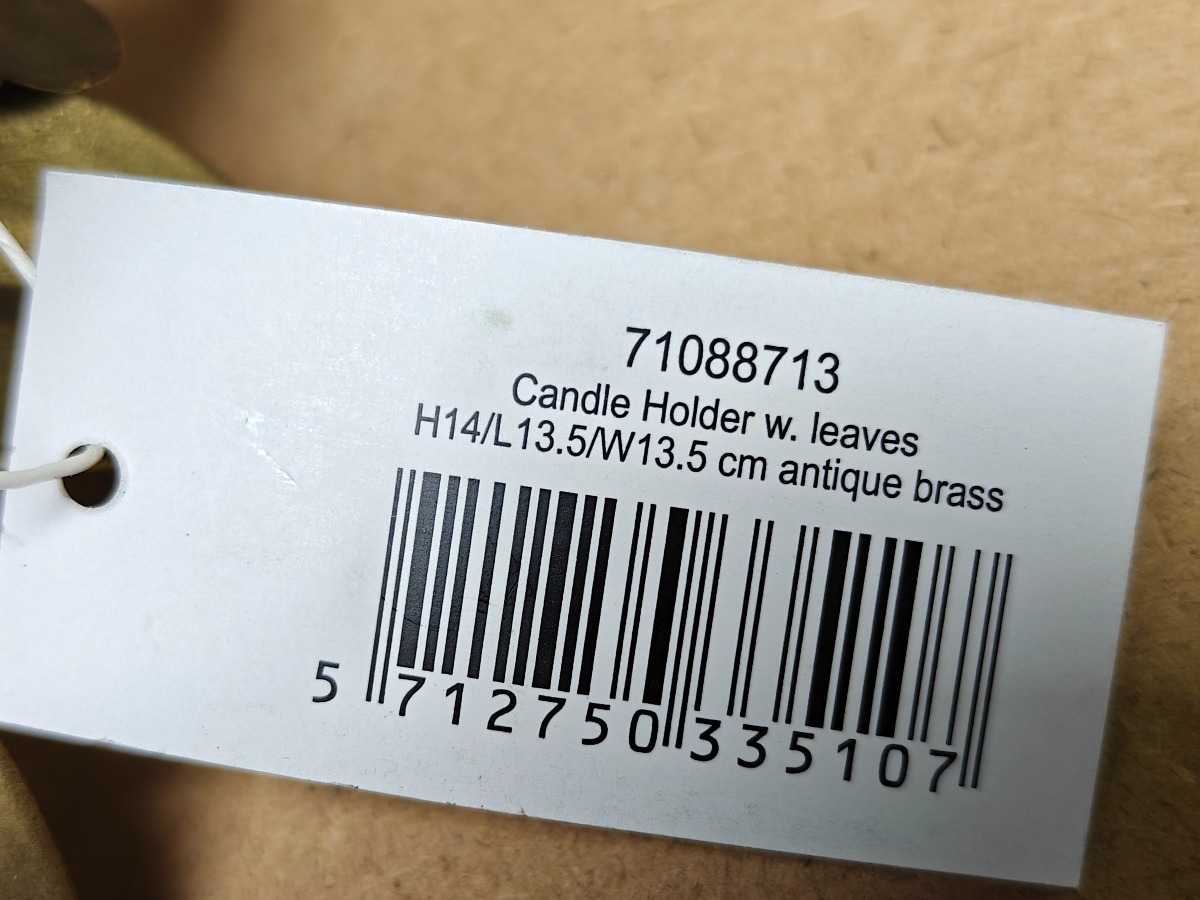 71088713
Candle Holder w. leaves
H14/L13.5/W13.5 cm antique brass
5 712750 335107